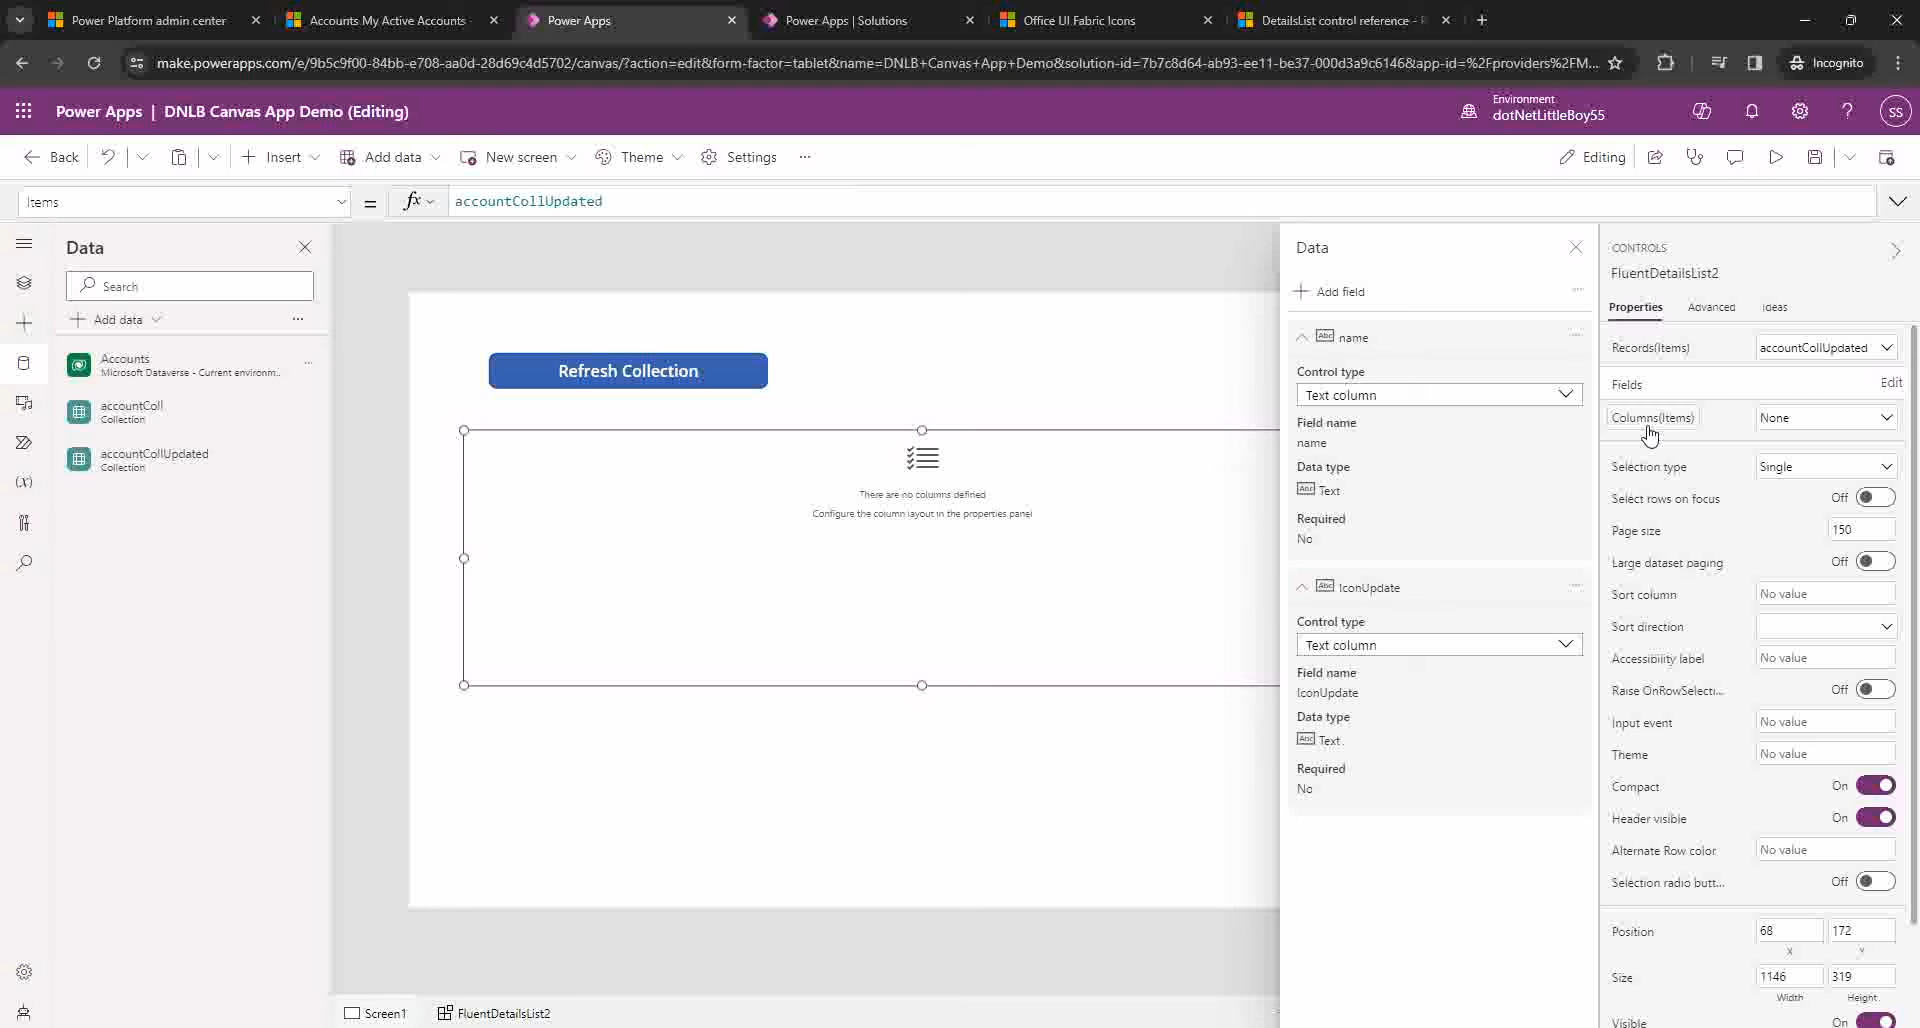 Power Platform admin center
Accounts My Active Accounts
Power Apps
Power Apps | Solutions
Office UI Fabric Icons
DetailsList control reference -
make.powerapps.com/e/9b5c9f00-84bb-e708-aa0d-28d69c4d5702/canvas/?action=edit&form-factor=tablet&name=DNLB+Canvas+App+Demo&solution-id=7b7c8d64-ab93-ee11-be37-000d3a9c6146&app-id=%2Fproviders%2FM...
Incognito
Power Apps | DNLB Canvas App Demo (Editing)
Environment
dotNetLittleBoy55
SS
Back
Insert
Add data
New screen
Theme
Settings
Editing
Items
=
fx
accountCollUpdated
Data
Search
Add data
Accounts
Microsoft Dataverse - Current environm...
accountColl
Collection
accountCollUpdated
Collection
Refresh Collection
There are no columns defined
Configure the column layout in the properties panel
Screen1
FluentDetailsList2
Data
Add field
Abc name
Control type
Text column
Field name
name
Data type
Abc Text
Required
No
Abc IconUpdate
Control type
Text column
Field name
IconUpdate
Data type
Abc Text
Required
No
CONTROLS
FluentDetailsList2
Properties
Advanced
Ideas
Records(Items)
accountCollUpdated
Fields
Edit
Columns(Items)
None
Selection type
Single
Select rows on focus
Off
Page size
150
Large dataset paging
Off
Sort column
No value
Sort direction
Accessibility label
No value
Raise OnRowSelecti...
Off
Input event
No value
Theme
No value
Compact
On
Header visible
On
Alternate Row color
No value
Selection radio butt...
Off
Position
68
172
X
Y
Size
1146
319
Width
Height
Visible
On